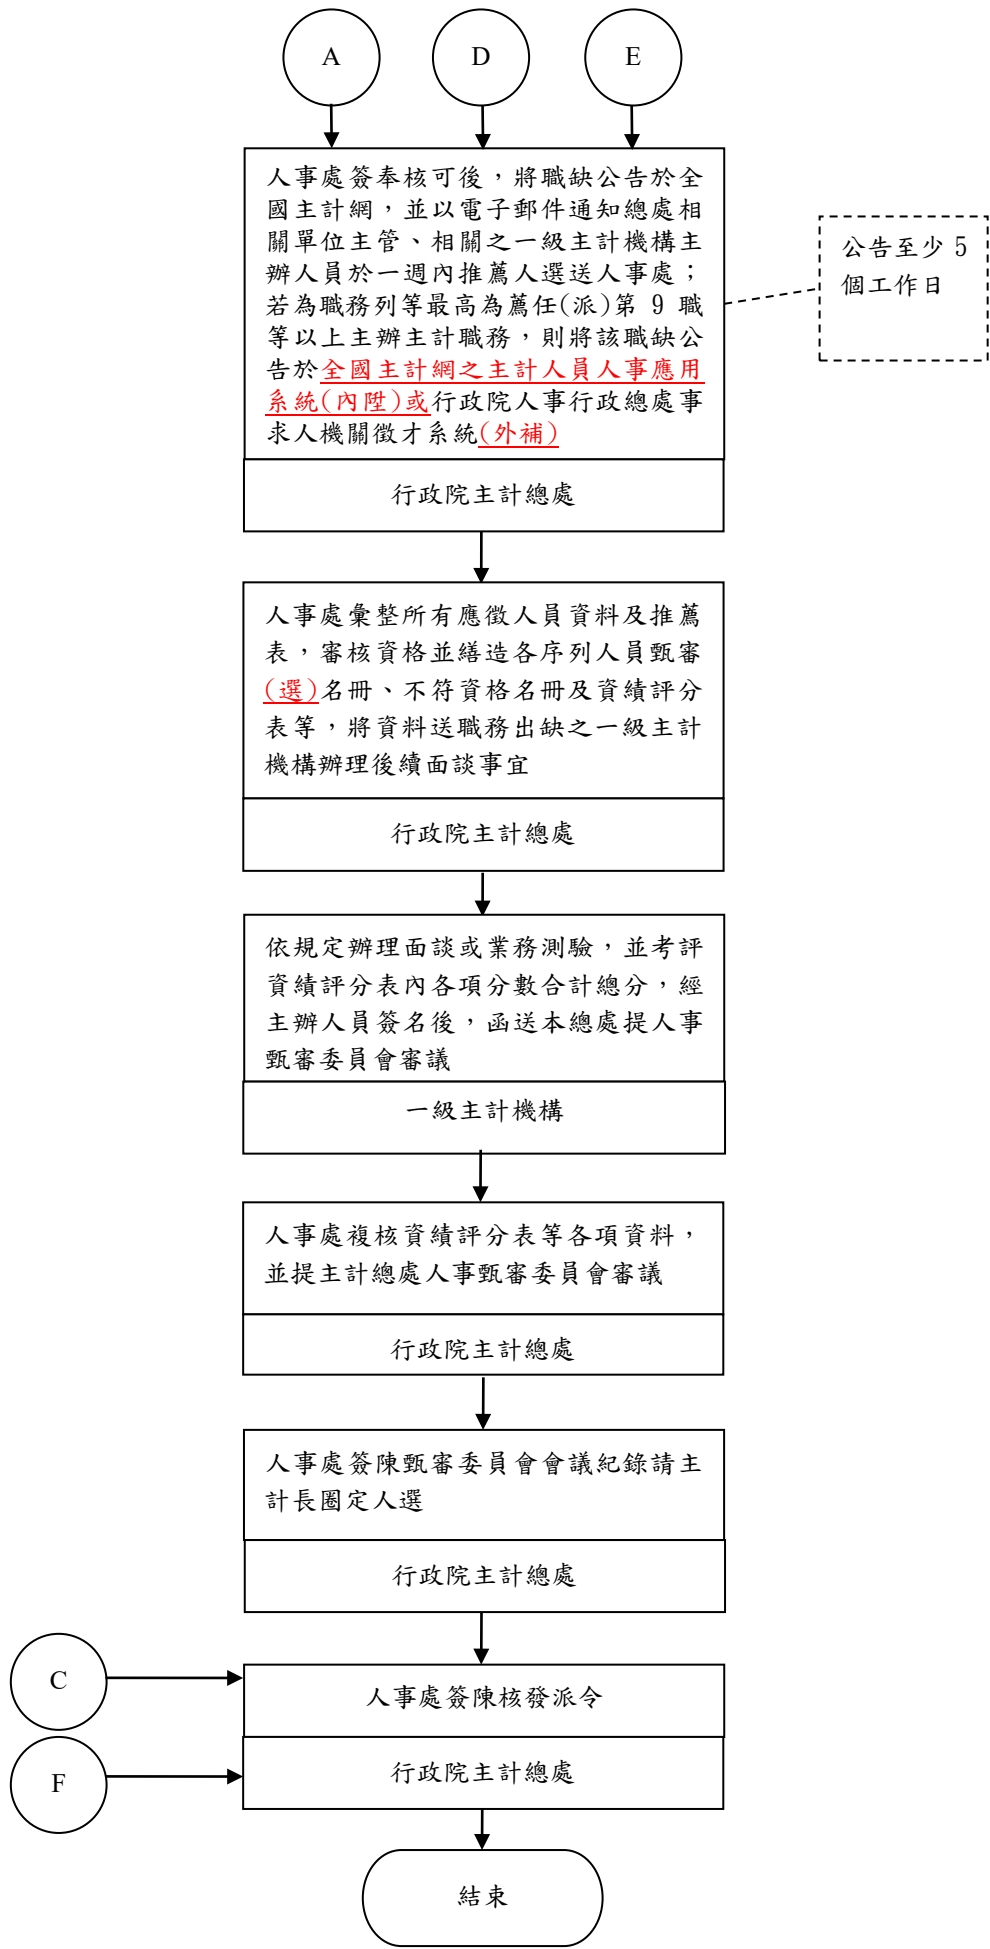 A
D
E
人事處簽奉核可後，將職缺公告於全
國主計網，並以電子郵件通知總處相
關單位主管、相關之一級主計機構主
辦人員於一週內推薦人選送人事處；
若為職務列等最高為薦任(派)第 9 職
等以上主辦主計職務，則將該職缺公
告於全國主計網之主計人員人事應用
系統(內陞)或行政院人事行政總處事
求人機關徵才系統(外補)
行政院主計總處
公告至少 5
個工作日
人事處彙整所有應徵人員資料及推薦
表，審核資格並繕造各序列人員甄審
(選)名冊、不符資格名冊及資績評分
表等，將資料送職務出缺之一級主計
機構辦理後續面談事宜
行政院主計總處
依規定辦理面談或業務測驗，並考評
資績評分表內各項分數合計總分，經
主辦人員簽名後，函送本總處提人事
甄審委員會審議
一級主計機構
人事處複核資績評分表等各項資料，
並提主計總處人事甄審委員會審議
行政院主計總處
人事處簽陳甄審委員會會議紀錄請主
計長圈定人選
行政院主計總處
C
人事處簽陳核發派令
F
行政院主計總處
結束